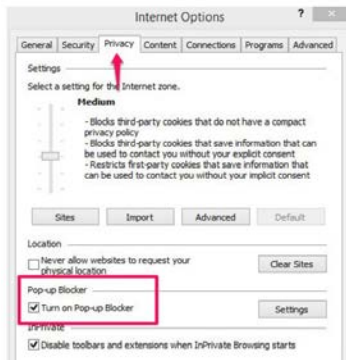 Internet Options
?
General Security Privacy Content Connections Programs Advanced
Settings
Select a setting for the Internet zone.
Medium
- Blocks third-party cookies that do not have a compact
privacy policy
- Blocks third-party cookies that save information that can
be used to contact you without your explicit consent
- Restricts first-party cookies that save information that
can be used to contact you without your implicit consent
Sites Import Advanced Default
Location
Never allow websites to request your
physical location
Clear Sites
Pop-up Blocker
Turn on Pop-up Blocker
Settings
InPrivate
Disable toolbars and extensions when InPrivate Browsing starts